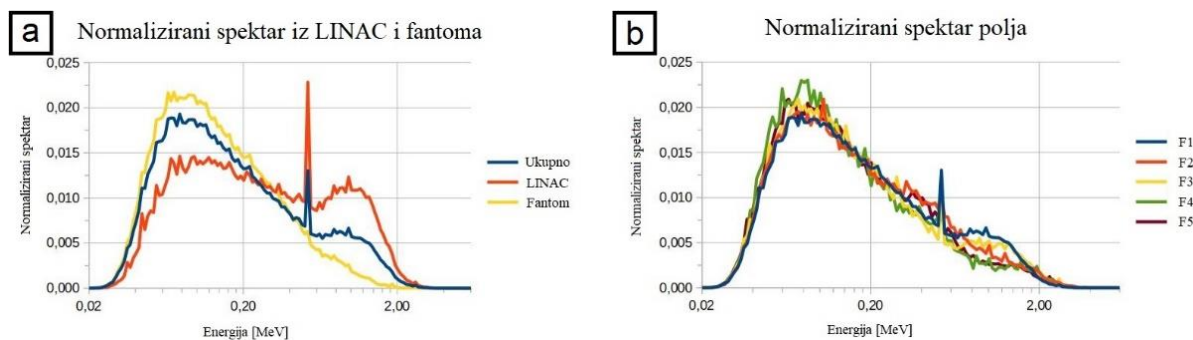 a
Normalizirani spektar iz LINAC i fantoma
Normalizirani spektar
0,025
0,020
0,015
0,010
0,005
0,000
0,02
0,20
2,00
Energija [MeV]
Ukupno
LINAC
Fantom
b
Normalizirani spektar polja
Normalizirani spektar
0,025
0,020
0,015
0,010
0,005
0,000
0,02
0,20
2,00
Energija [MeV]
F1
F2
F3
F4
F5